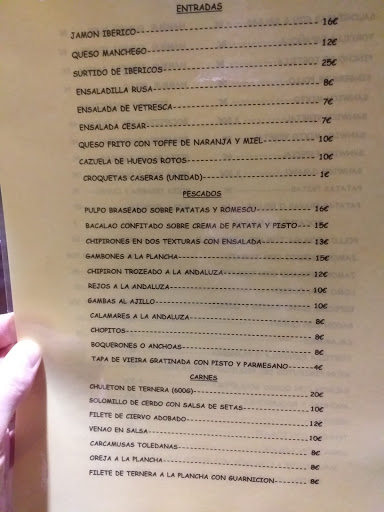 ENTRADAS
JAMON IBERICO 16€
QUESO MANCHEGO 12€
SURTIDO DE IBERICOS 25€
ENSALADILLA RUSA 8€
ENSALADA DE VETRESCA 7€
ENSALADA CESAR 7€
QUESO FRITO CON TOFFE DE NARANJA Y MIEL 10€
CAZUELA DE HUEVOS ROTOS 10€
CROQUETAS CASERAS (UNIDAD) 1€
PESCADOS
PULPO BRASEADO SOBRE PATATAS Y ROMESCU 16€
BACALAO CONFITADO SOBRE CREMA DE PATATA Y PISTO 15€
CHIPIRONES EN DOS TEXTURAS CON ENSALADA 13€
GAMBONES A LA PLANCHA 15€
CHIPIRON TROZEADO A LA ANDALUZA 12€
REJOS A LA ANDALUZA 10€
GAMBAS AL AJILLO 10€
CALAMARES A LA ANDALUZA 8€
CHOPITOS 8€
BOQUERONES O ANCHOAS 8€
TAPA DE VIEIRA GRATINADA CON PISTO Y PARMESANO 4€
CARNES
CHULETON DE TERNERA (600G) 20€
SOLOMILLO DE CERDO CON SALSA DE SETAS 10€
FILETE DE CIERVO ADOBADO 12€
VENAO EN SALSA 10€
CARCAMUSAS TOLEDANAS 8€
OREJA A LA PLANCHA 8€
FILETE DE TERNERA A LA PLANCHA CON GUARNICION 8€